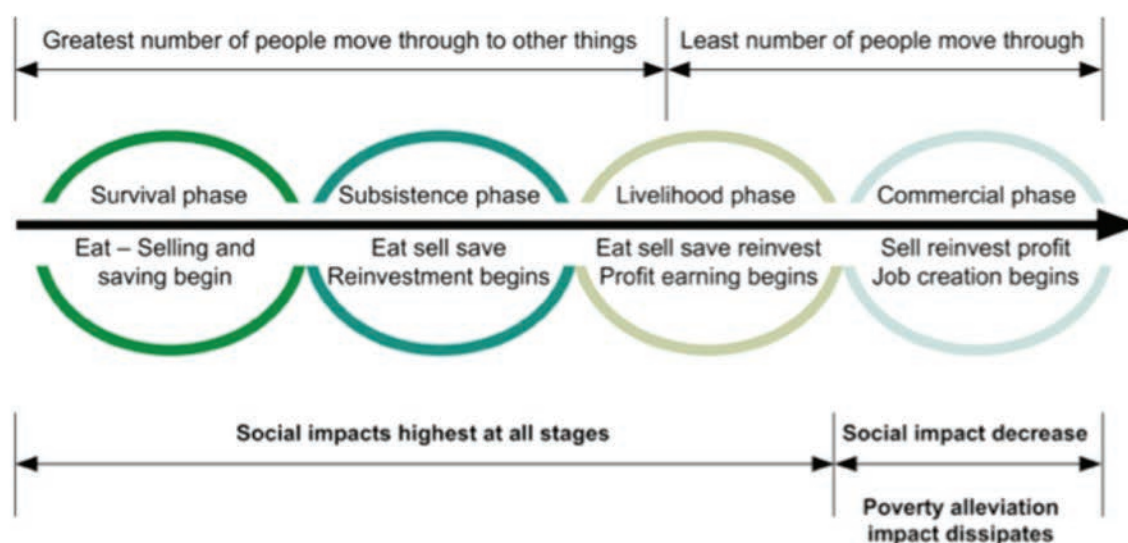 Greatest number of people move through to other things
Least number of people move through
Survival phase
Eat – Selling and
saving begin
Subsistence phase
Eat sell save
Reinvestment begins
Livelihood phase
Eat sell save reinvest
Profit earning begins
Commercial phase
Sell reinvest profit
Job creation begins
Social impacts highest at all stages
Social impact decrease
Poverty alleviation
impact dissipates